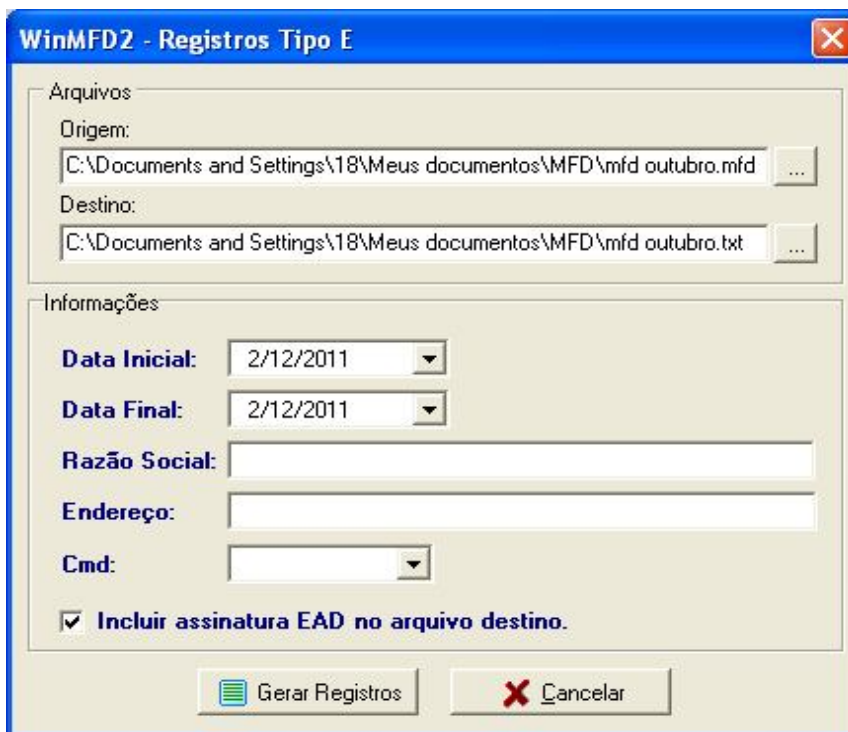 WinMFD2 - Registros Tipo E
Arquivos
Origem:
C:\Documents and Settings\18\Meus documentos\MFD\mfd outubro.mfd ...
Destino:
C:\Documents and Settings\18\Meus documentos\MFD\mfd outubro.txt ...
Informações
Data Inicial: 2/12/2011
Data Final: 2/12/2011
Razão Social:
Endereço:
Cmd:
Incluir assinatura EAD no arquivo destino.
Gerar Registros Cancelar